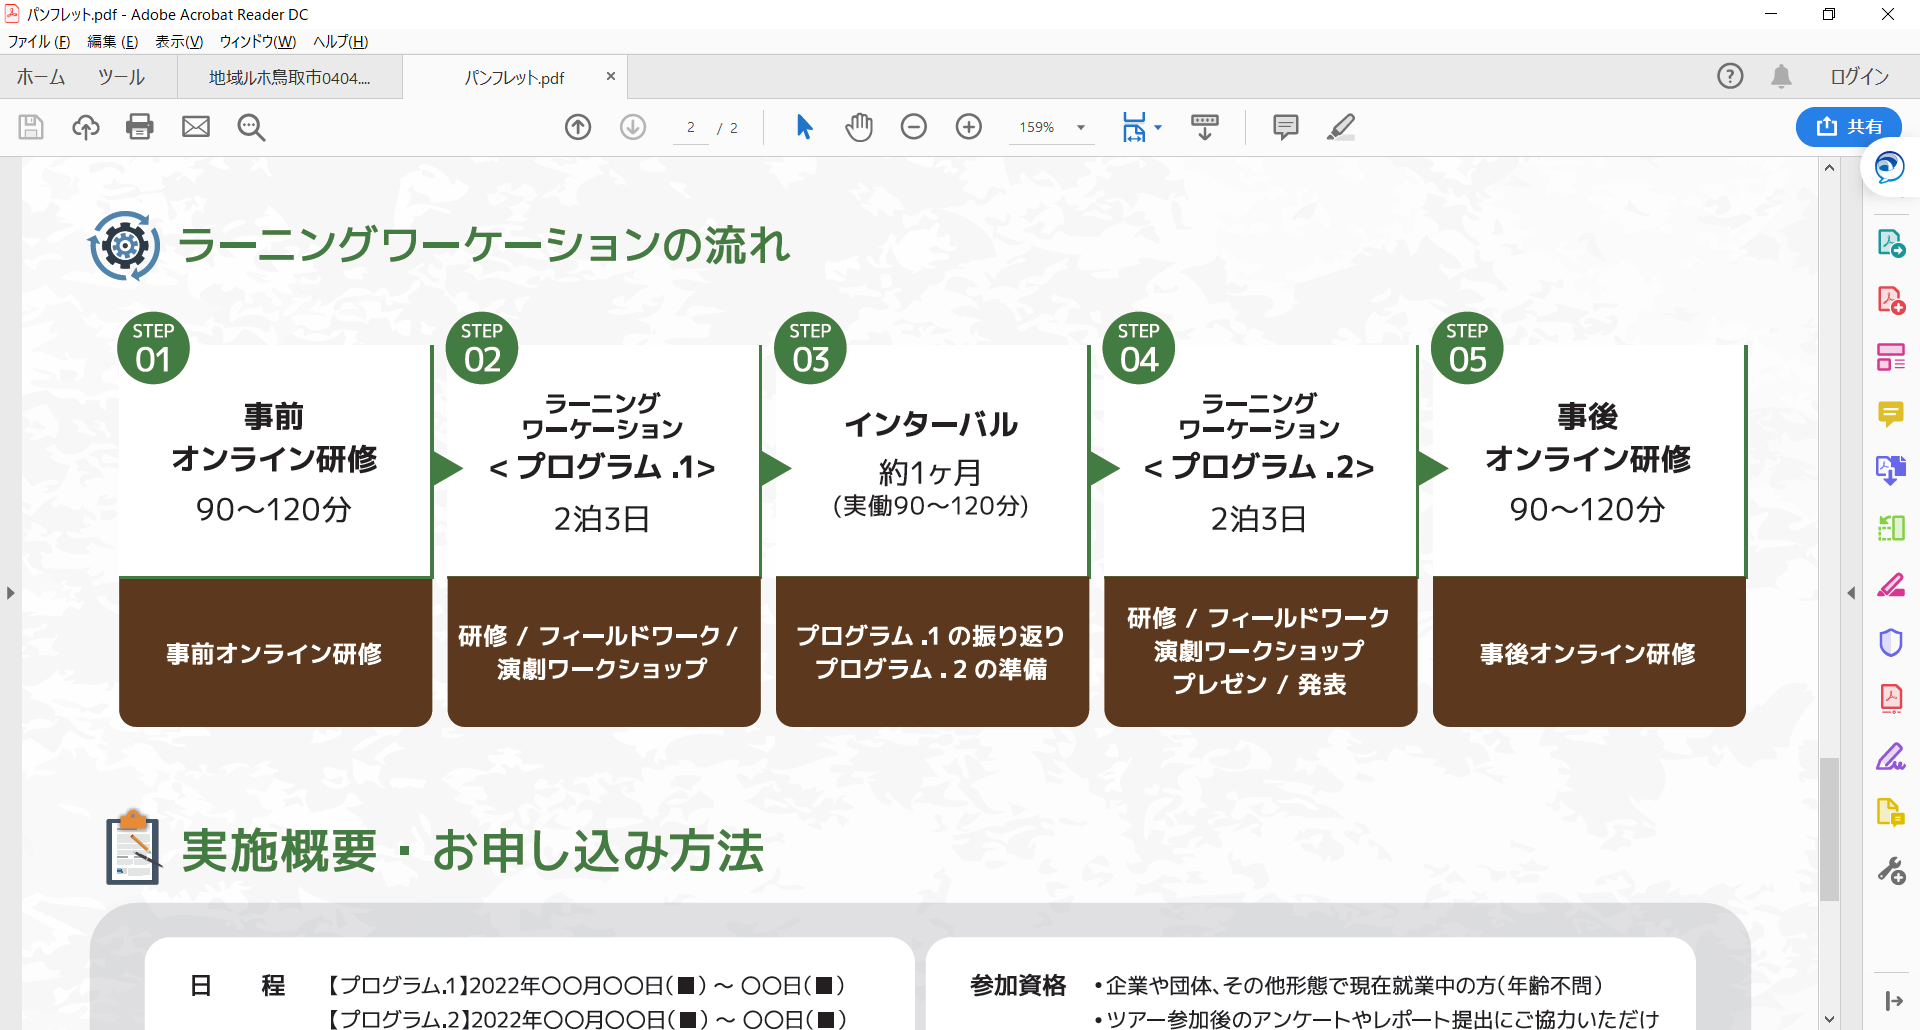 パンフレット.pdf - Adobe Acrobat Reader DC
ファイル (F) 編集 (E) 表示(V) ウィンドウ(W) ヘルプ(H)
ホーム ツール 地域ルホ鳥取市0404.... パンフレット.pdf × ログイン
2 / 2 159% 共有
ラーニングワーケーションの流れ
STEP
01
事前
オンライン研修
90〜120分
事前オンライン研修
STEP
02
ラーニング
ワーケーション
< プログラム .1>
2泊3日
研修 / フィールドワーク /
演劇ワークショップ
STEP
03
インターバル
約1ヶ月
(実働90〜120分)
プログラム .1 の振り返り
プログラム . 2 の準備
STEP
04
ラーニング
ワーケーション
< プログラム .2>
2泊3日
研修 / フィールドワーク
演劇ワークショップ
プレゼン / 発表
STEP
05
事後
オンライン研修
90〜120分
事後オンライン研修
実施概要・お申し込み方法
日 程 【プログラム.1】2022年〇〇月〇〇日(■)〜 〇〇日(■)
【プログラム.2】2022年〇〇月〇〇日(■)〜 〇〇日(■)
参加資格 •企業や団体、その他形態で現在就業中の方(年齢不問)
•ツアー参加後のアンケートやレポート提出にご協力いただけ